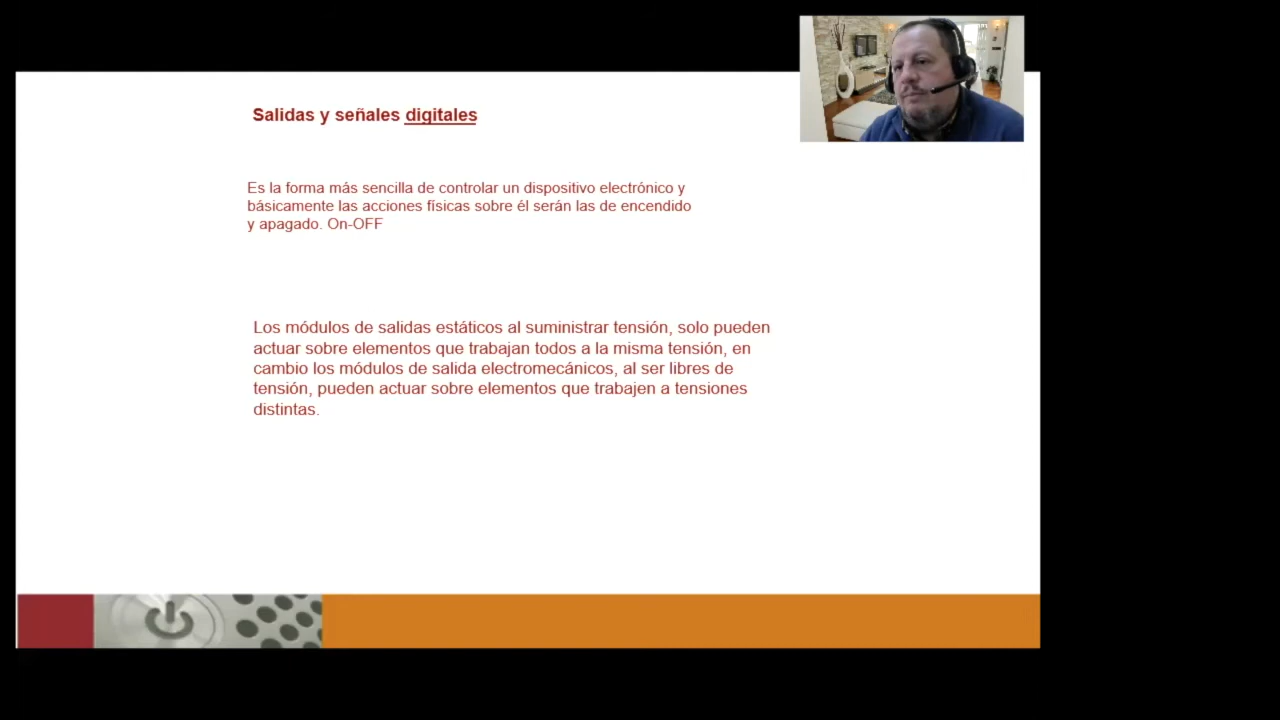 Salidas y señales digitales
Es la forma más sencilla de controlar un dispositivo electrónico y
básicamente las acciones físicas sobre él serán las de encendido
y apagado. On-OFF
Los módulos de salidas estáticos al suministrar tensión, solo pueden
actuar sobre elementos que trabajan todos a la misma tensión, en
cambio los módulos de salida electromecánicos, al ser libres de
tensión, pueden actuar sobre elementos que trabajen a tensiones
distintas.